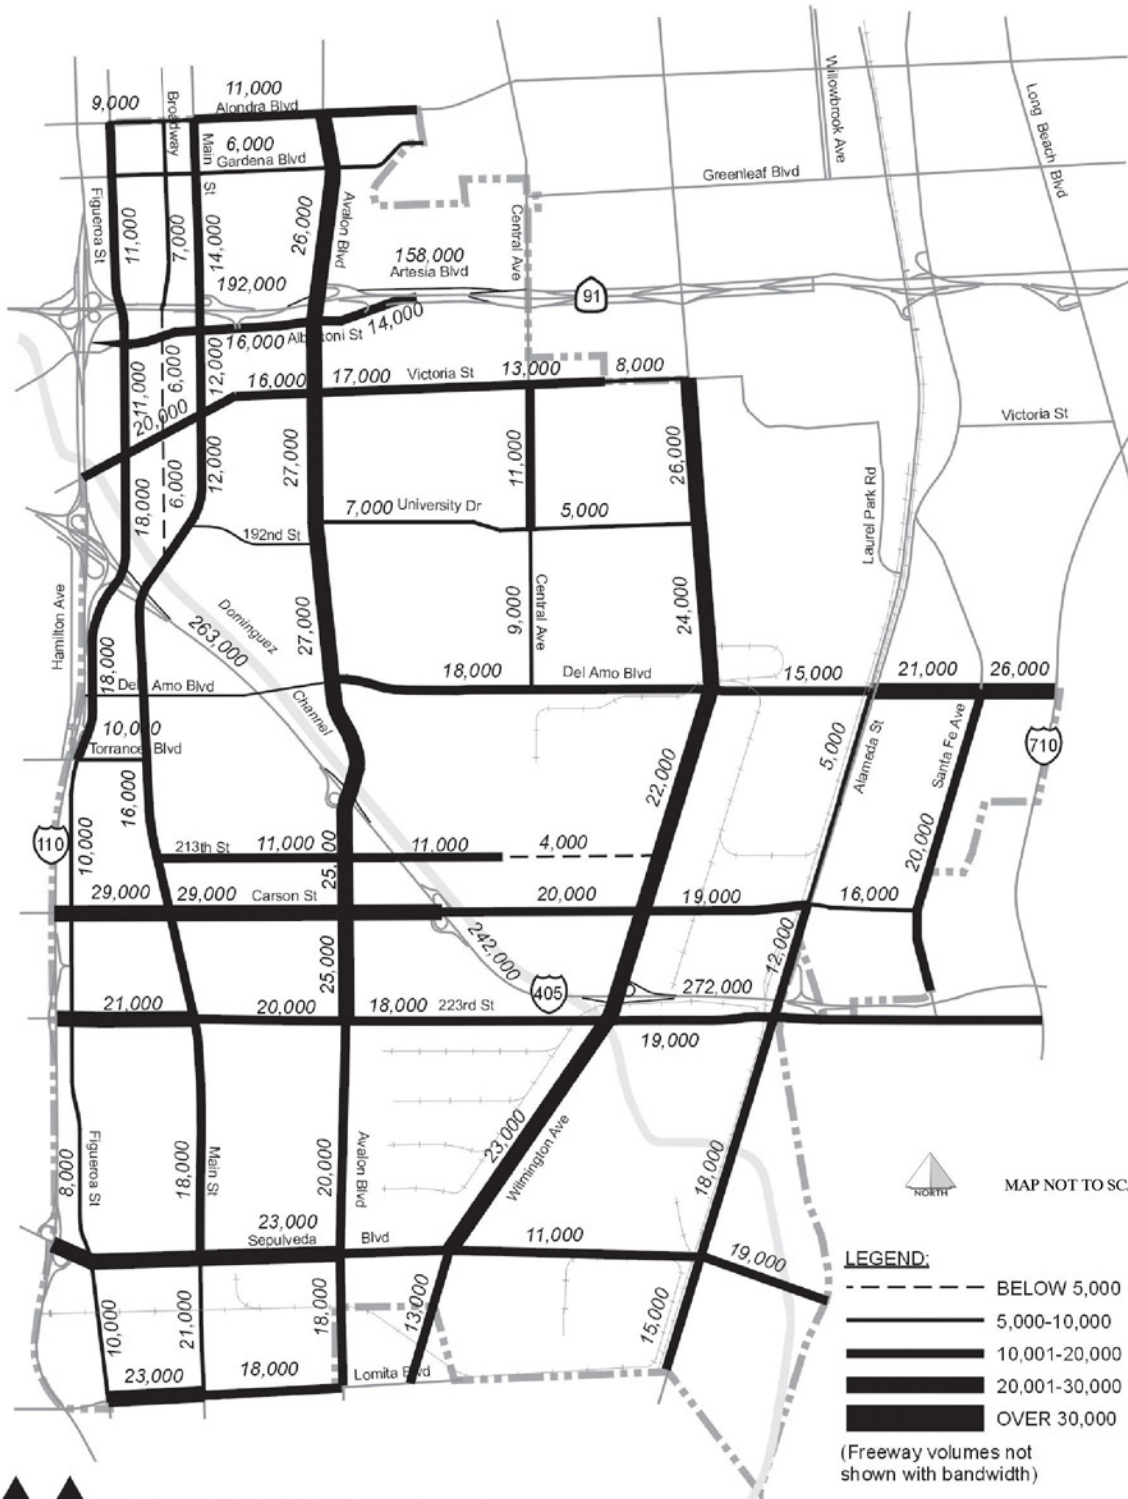 11,000
9,000
Alondra Blvd
Broadway
6,000
Gardena Blvd
Main St
Figueroa St
11,000
7,000
14,000
26,000
Avalon Blvd
Willowbrook Ave
Long Beach Blvd
Greenleaf Blvd
Central Ave
158,000
Artesia Blvd
192,000
91
14,000
16,000
12,000
6,000
11,000
20,000
16,000
17,000
Victoria St
13,000
8,000
Victoria St
27,000
12,000
6,000
18,000
11,000
26,000
7,000
University Dr
5,000
192nd St
Laurel Park Rd
Hamilton Ave
Dominguez
Channel
263,000
27,000
9,000
Central Ave
24,000
18,000
Del Amo Blvd
18,000
Del Amo Blvd
15,000
21,000
26,000
10,000
Torrance Blvd
16,000
5,000
Alameda St
Santa Fe Ave
710
22,000
20,000
110
10,000
213th St
11,000
11,000
4,000
29,000
29,000
Carson St
20,000
19,000
16,000
242,000
12,000
25,000
405
272,000
21,000
20,000
18,000
223rd St
19,000
8,000
Figueroa St
18,000
Main St
20,000
Avalon Blvd
23,000
Wilmington Ave
18,000
NORTH
MAP NOT TO
23,000
Sepulveda
Blvd
11,000
19,000
10,000
21,000
18,000
13,000
15,000
23,000
18,000
Lomita Blvd
LEGEND:
BELOW 5,000
5,000-10,000
10,001-20,000
20,001-30,000
OVER 30,000
(Freeway volumes not
shown with bandwidth)